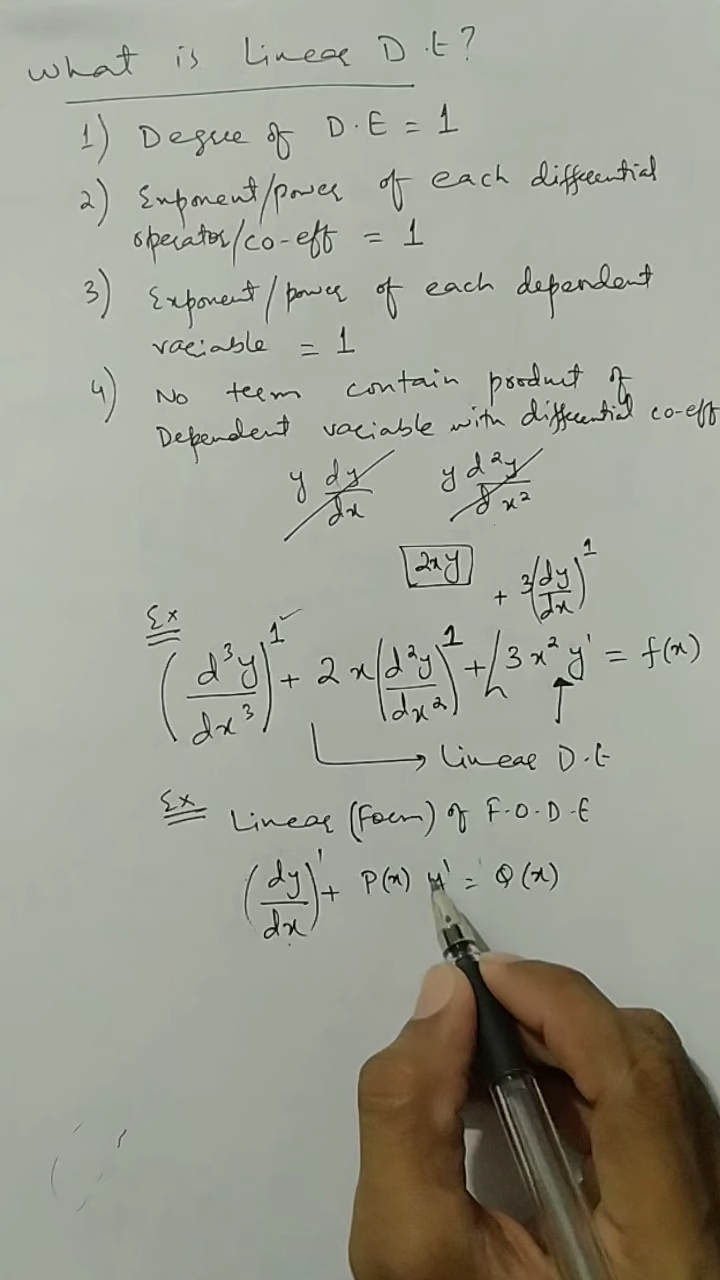 What is Linear D.E?
1) Degree of D.E = 1
2) Exponent/power of each differential
operator/co-eff = 1
3) Exponent/power of each dependent
variable = 1
4) No term contain product of
Dependent variable with differential co-eff
y dy/dx y d²y/dx²
2xy
+ 3(dy/dx)¹
Ex
(d³y/dx³)¹ + 2x(d²y/dx²)¹ + 3x²y¹ = f(x)
Linear D.E
Ex Linear (Form) of F.O.D.E
(dy/dx)¹ + P(x) y¹ = Q(x)